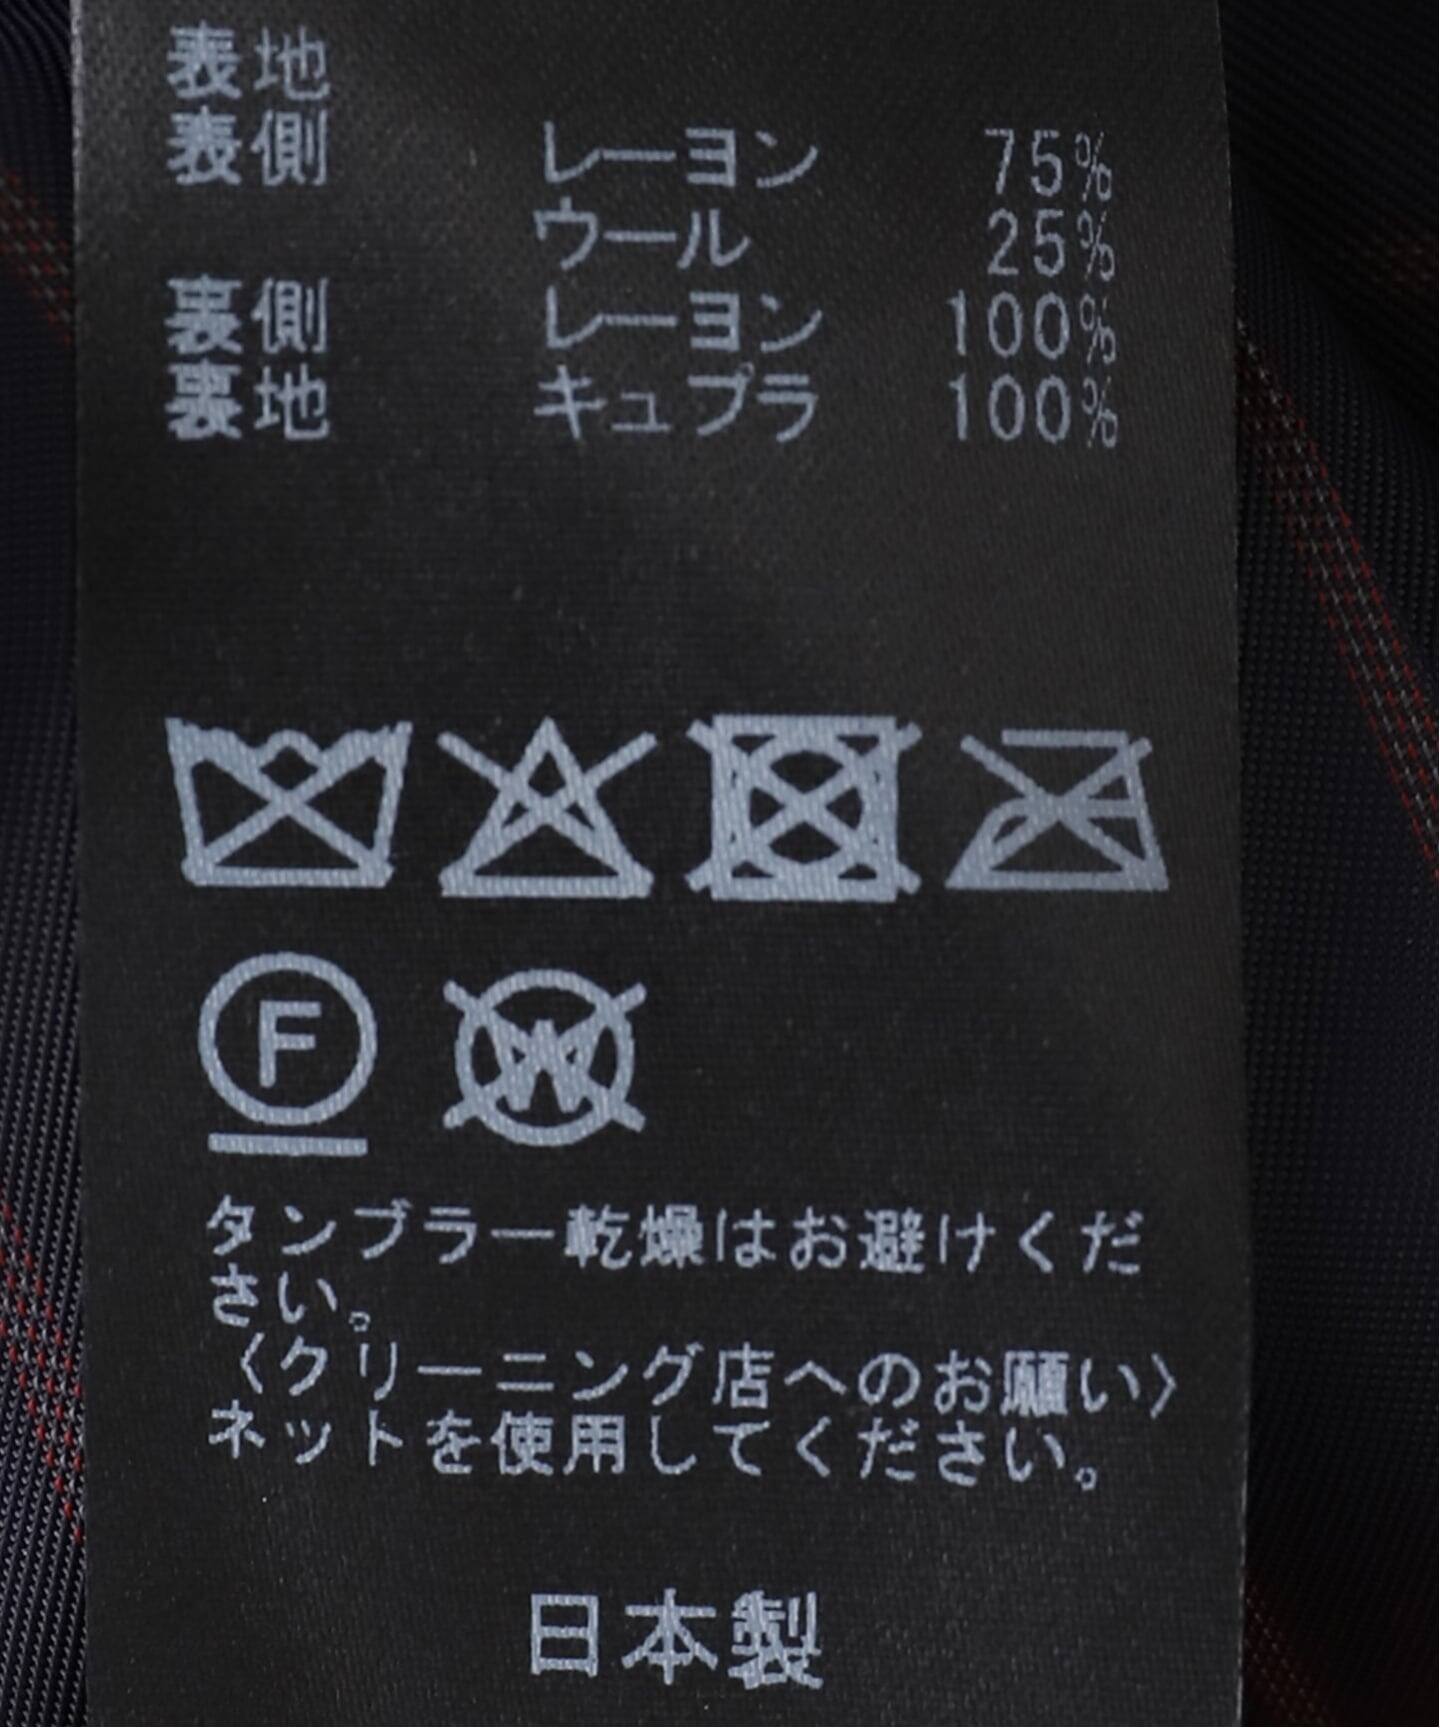 表地
表側 レーヨン 75%
ウール 25%
裏側 レーヨン 100%
裏地 キュプラ 100%
F W
タンブラー乾燥はお避けくだ
さい。
〈クリーニング店へのお願い〉
ネットを使用してください。
日本製